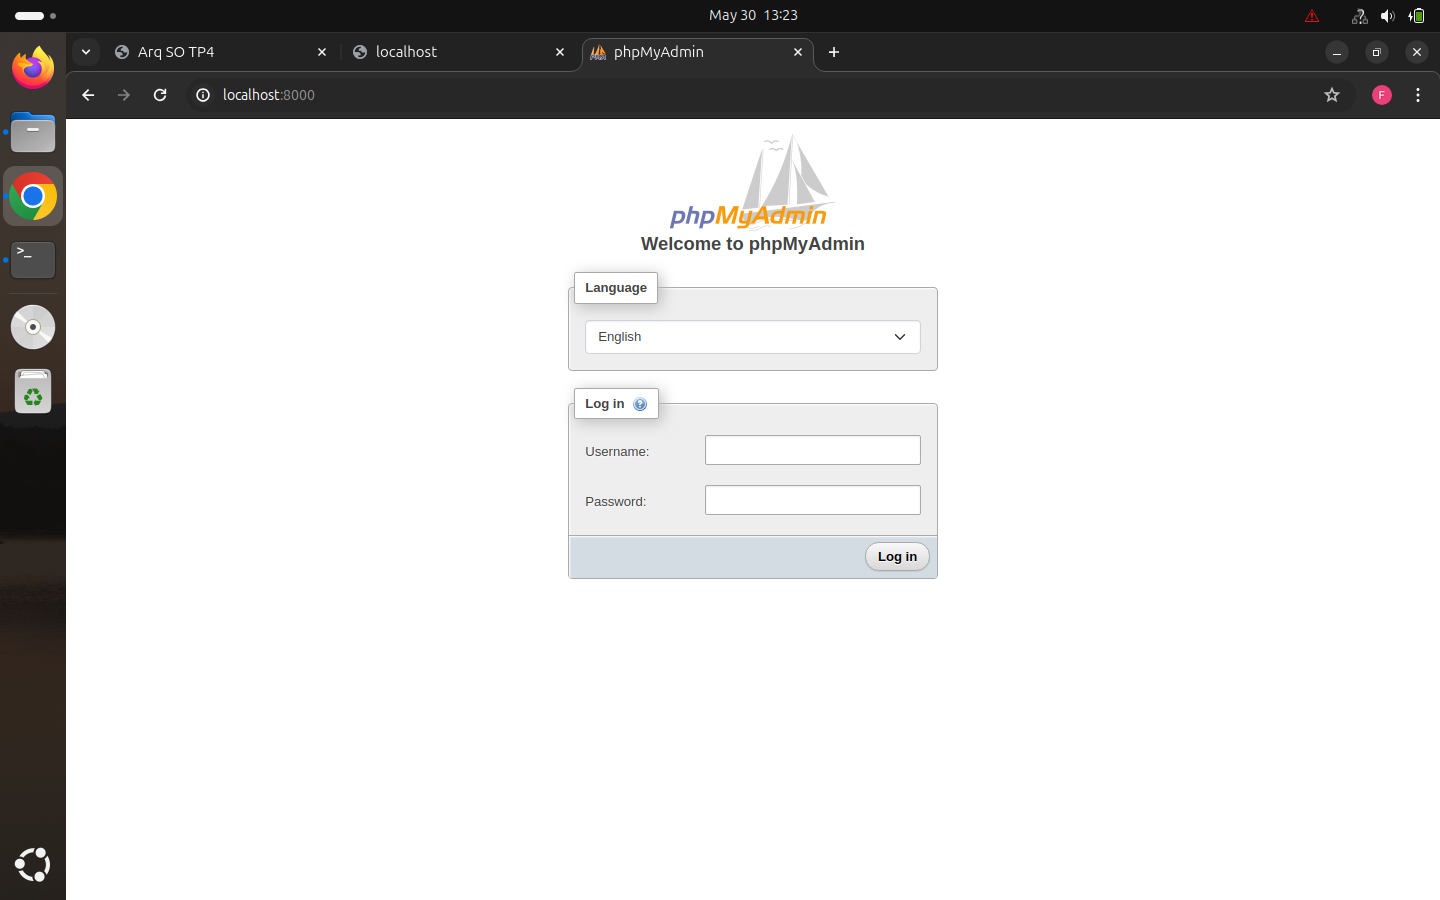 May 30 13:23
Arq SO TP4
localhost
phpMyAdmin
localhost:8000
F
>_
phpMyAdmin
Welcome to phpMyAdmin
Language
English
Log in
?
Username:
Password:
Log in